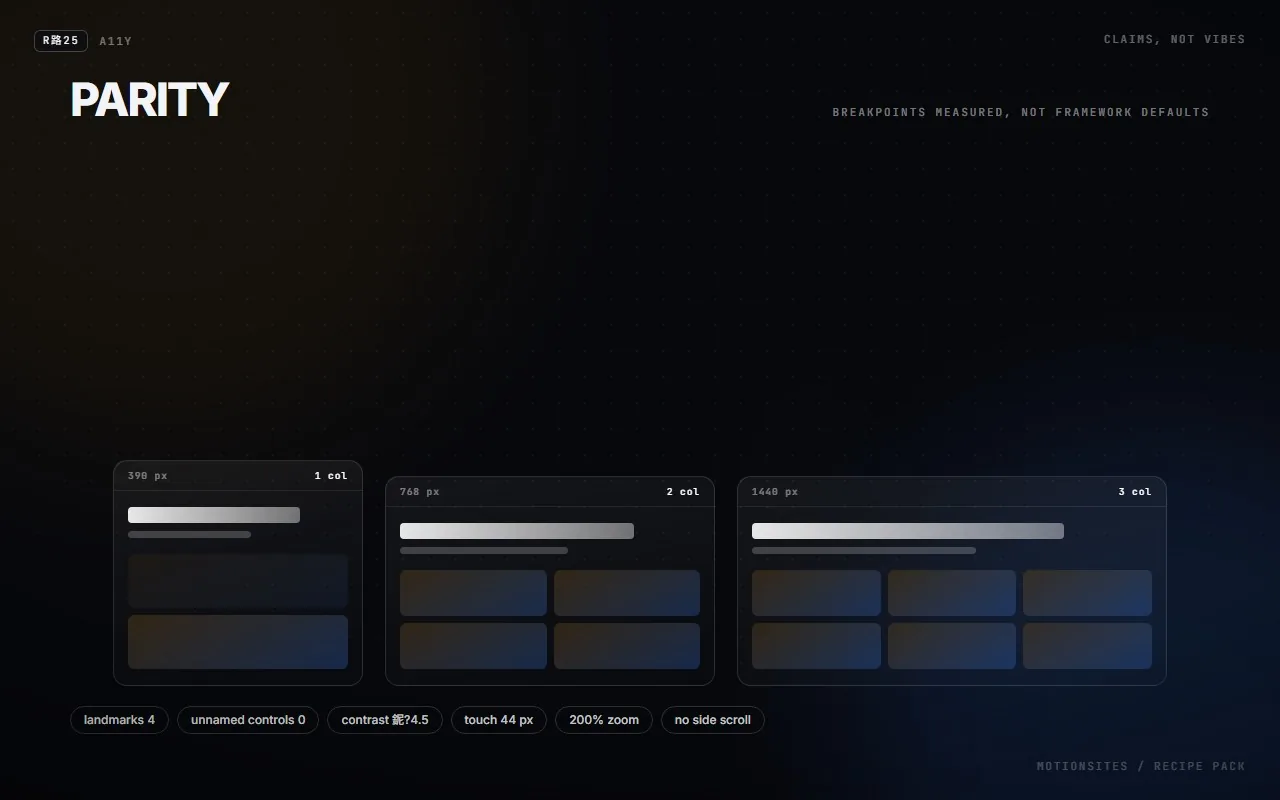 R路25 A11Y
CLAIMS, NOT VIBES
PARITY
BREAKPOINTS MEASURED, NOT FRAMEWORK DEFAULTS
390 px 1 col
768 px 2 col
1440 px 3 col
landmarks 4
unnamed controls 0
contrast 鈮?4.5
touch 44 px
200% zoom
no side scroll
MOTIONSITES / RECIPE PACK